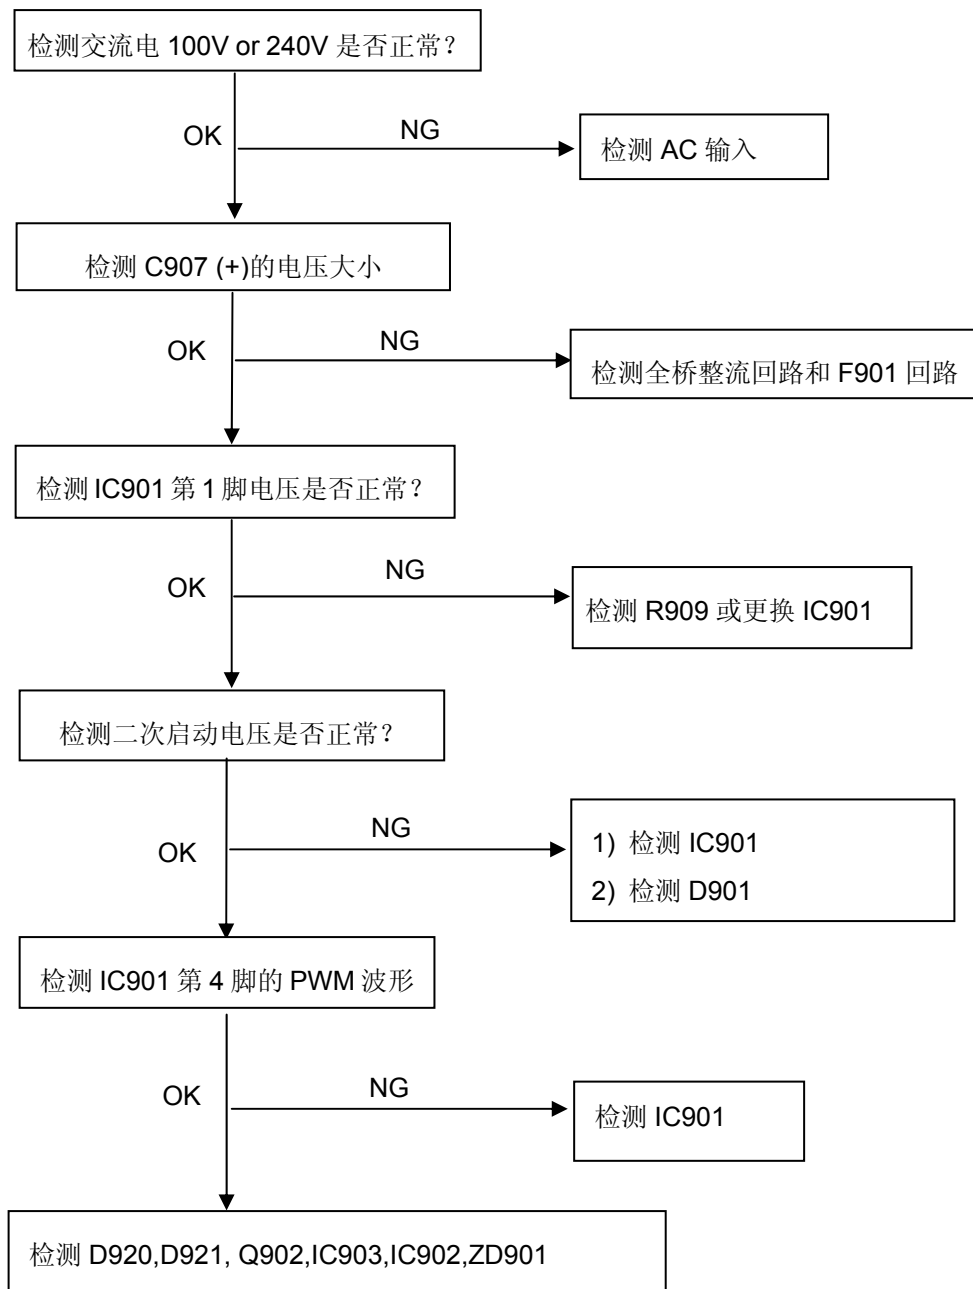 检测交流电 100V or 240V 是否正常?
OK
NG
检测 AC 输入
检测 C907 (+)的电压大小
OK
NG
检测全桥整流回路和 F901 回路
检测 IC901 第 1 脚电压是否正常?
OK
NG
检测 R909 或更换 IC901
检测二次启动电压是否正常?
OK
NG
1) 检测 IC901
2) 检测 D901
检测 IC901 第 4 脚的 PWM 波形
OK
NG
检测 IC901
检测 D920,D921, Q902,IC903,IC902,ZD901